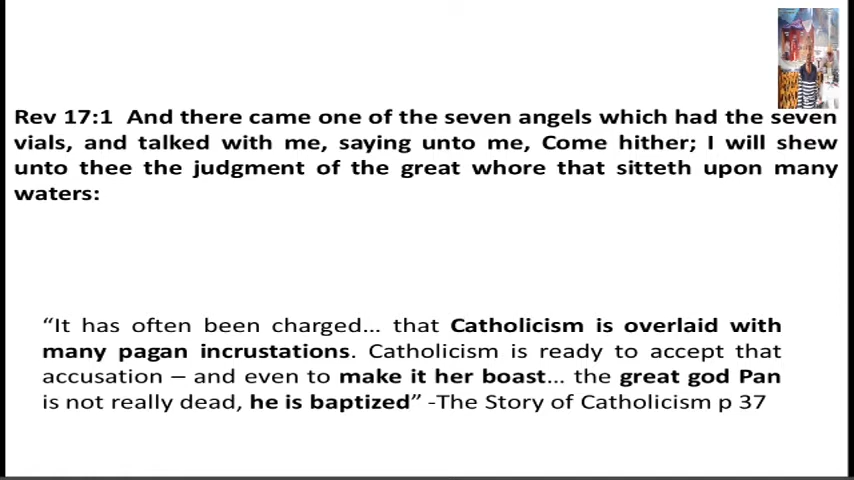 Rev 17:1  And there came one of the seven angels which had the seven
vials, and talked with me, saying unto me, Come hither; I will shew
unto thee the judgment of the great whore that sitteth upon many
waters:
“It has often been charged... that Catholicism is overlaid with
many pagan incrustations. Catholicism is ready to accept that
accusation – and even to make it her boast... the great god Pan
is not really dead, he is baptized” -The Story of Catholicism p 37